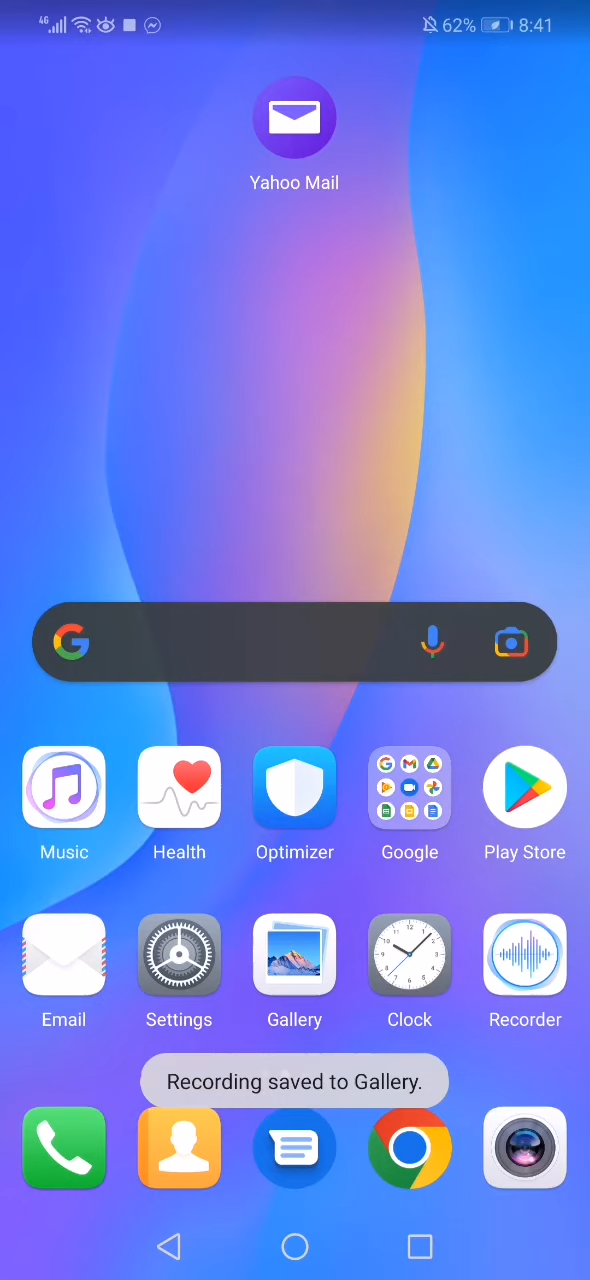 4G 62% 8:41
Yahoo Mail
Music Health Optimizer Google Play Store
Email Settings Gallery Clock Recorder
Recording saved to Gallery.